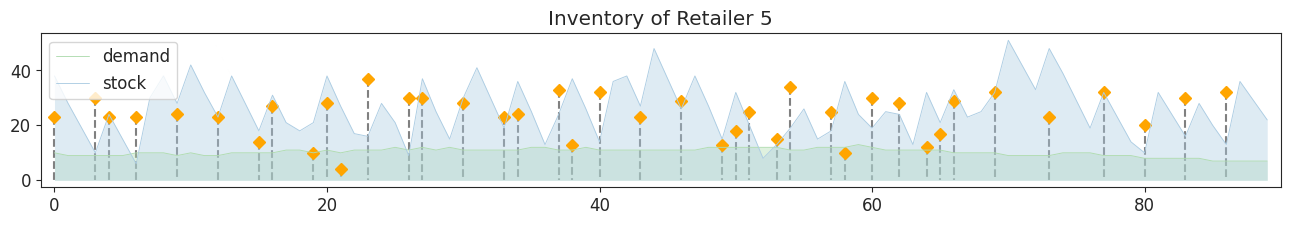 Inventory of Retailer 5
demand
stock
40
20
0
0 20 40 60 80